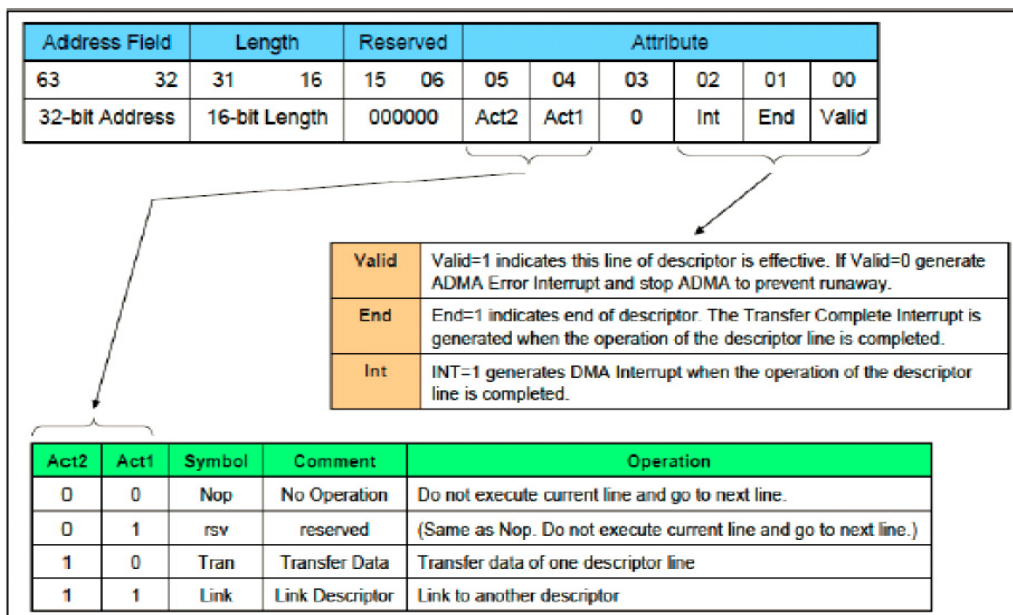 Address Field Length Reserved Attribute
63 32 31 16 15 06 05 04 03 02 01 00
32-bit Address 16-bit Length 000000 Act2 Act1 0 Int End Valid
Valid Valid=1 indicates this line of descriptor is effective. If Valid=0 generate
ADMA Error Interrupt and stop ADMA to prevent runaway.
End End=1 indicates end of descriptor. The Transfer Complete Interrupt is
generated when the operation of the descriptor line is completed.
Int INT=1 generates DMA Interrupt when the operation of the descriptor
line is completed.
Act2 Act1 Symbol Comment Operation
0 0 Nop No Operation Do not execute current line and go to next line.
0 1 rsv reserved (Same as Nop. Do not execute current line and go to next line.)
1 0 Tran Transfer Data Transfer data of one descriptor line
1 1 Link Link Descriptor Link to another descriptor